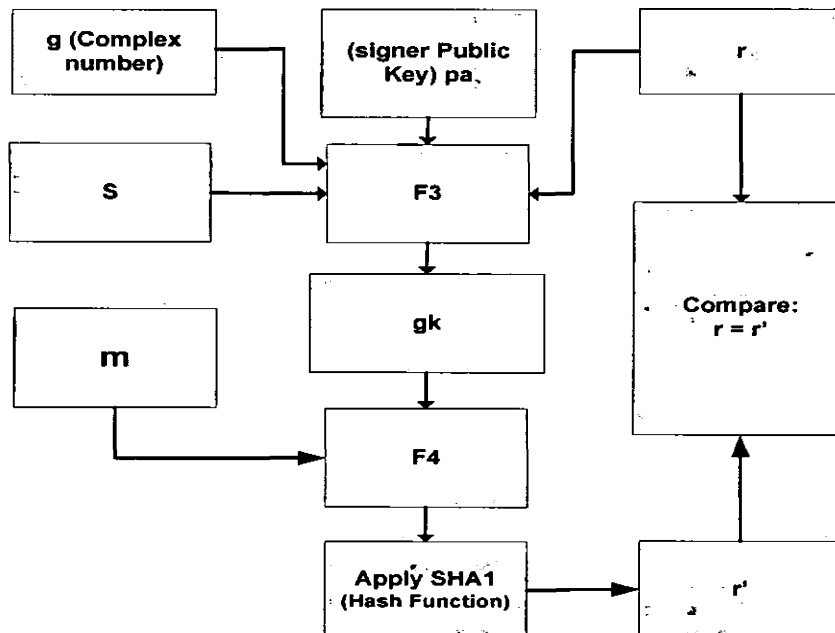 g (Complex
number)
(signer Public
Key) pa
r
S
F3
gk
Compare:
r = r'
m
F4
Apply SHA1
(Hash Function)
r'